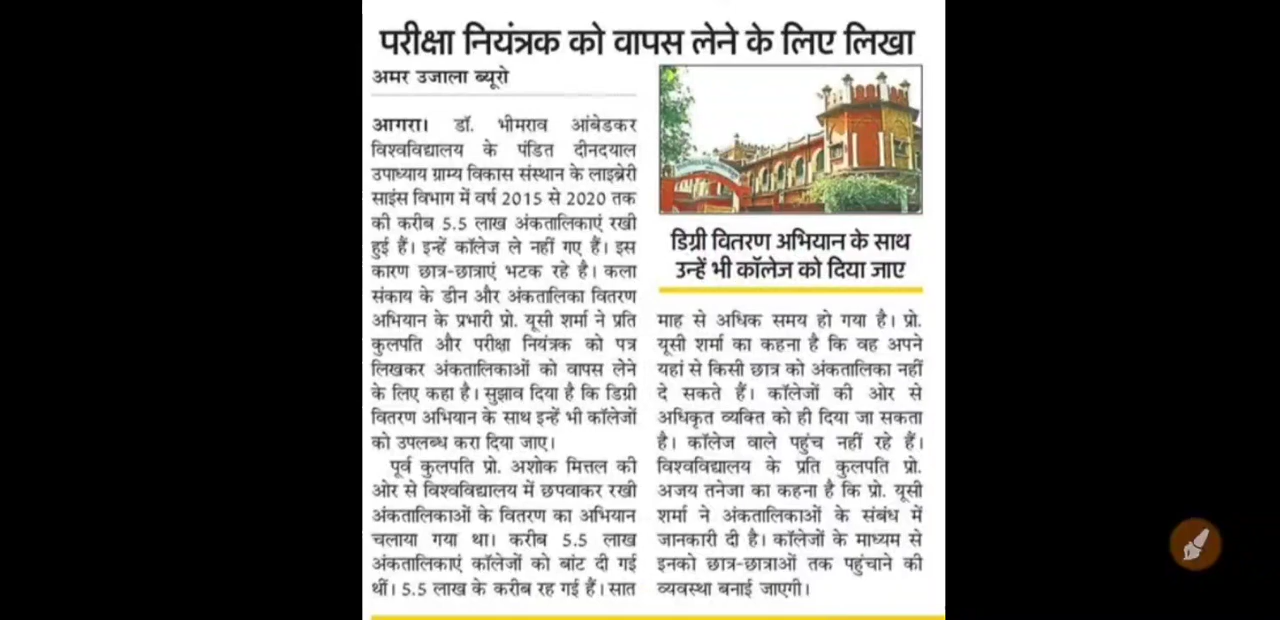 परीक्षा नियंत्रक को वापस लेने के लिए लिखा
अमर उजाला ब्यूरो
आगरा। डॉ. भीमराव आंबेडकर
विश्वविद्यालय के पंडित दीनदयाल
उपाध्याय ग्राम्य विकास संस्थान के लाइब्रेरी
साइंस विभाग में वर्ष 2015 से 2020 तक
की करीब 5.5 लाख अंकतालिकाएं रखी
हुई हैं। इन्हें कॉलेज ले नहीं गए हैं। इस
कारण छात्र-छात्राएं भटक रहे है। कला
संकाय के डीन और अंकतालिका वितरण
अभियान के प्रभारी प्रो. यूसी शर्मा ने प्रति
कुलपति और परीक्षा नियंत्रक को पत्र
लिखकर अंकतालिकाओं को वापस लेने
के लिए कहा है। सुझाव दिया है कि डिग्री
वितरण अभियान के साथ इन्हें भी कॉलेजों
को उपलब्ध करा दिया जाए।
पूर्व कुलपति प्रो. अशोक मित्तल की
ओर से विश्वविद्यालय में छपवाकर रखी
अंकतालिकाओं के वितरण का अभियान
चलाया गया था। करीब 5.5 लाख
अंकतालिकाएं कॉलेजों को बांट दी गई
थीं। 5.5 लाख के करीब रह गई हैं। सात
डिग्री वितरण अभियान के साथ
उन्हें भी कॉलेज को दिया जाए
माह से अधिक समय हो गया है। प्रो.
यूसी शर्मा का कहना है कि वह अपने
यहां से किसी छात्र को अंकतालिका नहीं
दे सकते हैं। कॉलेजों की ओर से
अधिकृत व्यक्ति को ही दिया जा सकता
है। कॉलेज वाले पहुंच नहीं रहे हैं।
विश्वविद्यालय के प्रति कुलपति प्रो.
अजय तनेजा का कहना है कि प्रो. यूसी
शर्मा ने अंकतालिकाओं के संबंध में
जानकारी दी है। कॉलेजों के माध्यम से
इनको छात्र-छात्राओं तक पहुंचाने की
व्यवस्था बनाई जाएगी।